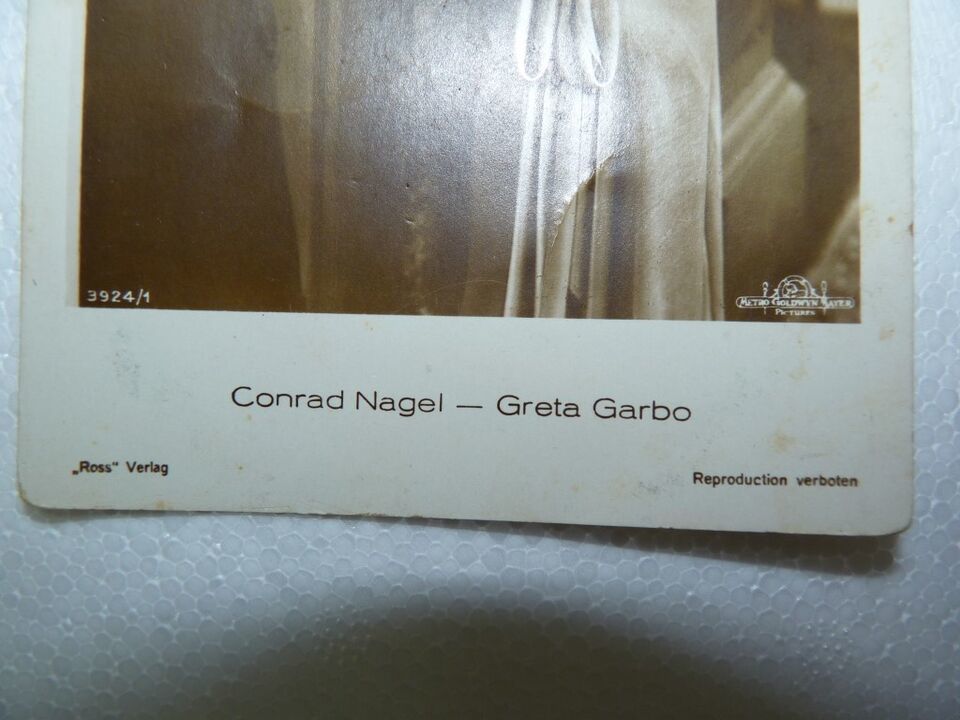 3924/1
METRO GOLDWYN MAYER
PICTURES
Conrad Nagel — Greta Garbo
„Ross“ Verlag
Reproduction verboten